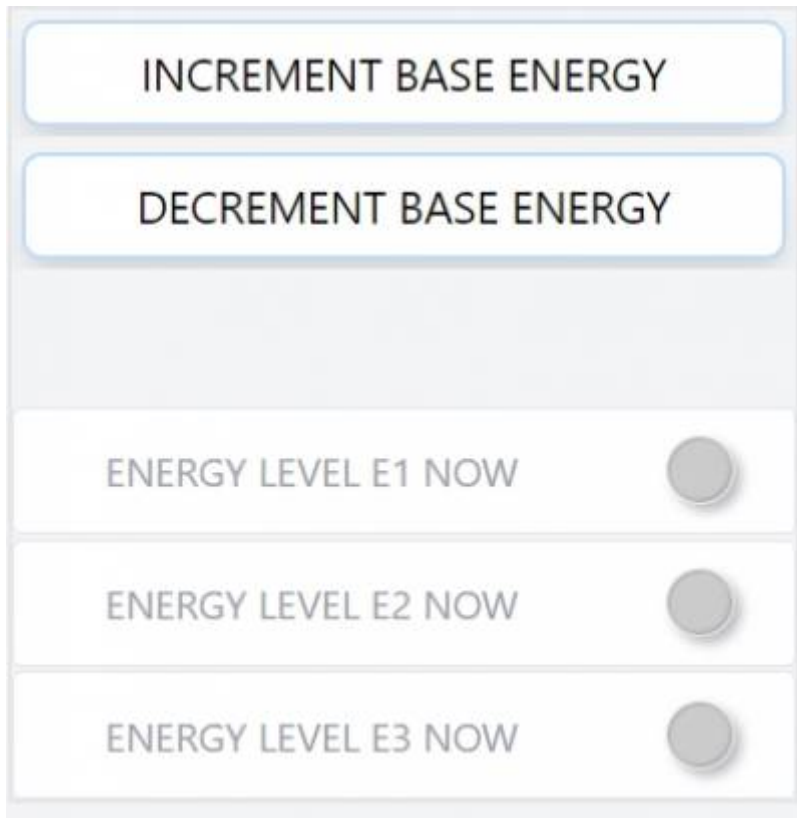 INCREMENT BASE ENERGY
DECREMENT BASE ENERGY
ENERGY LEVEL E1 NOW
ENERGY LEVEL E2 NOW
ENERGY LEVEL E3 NOW